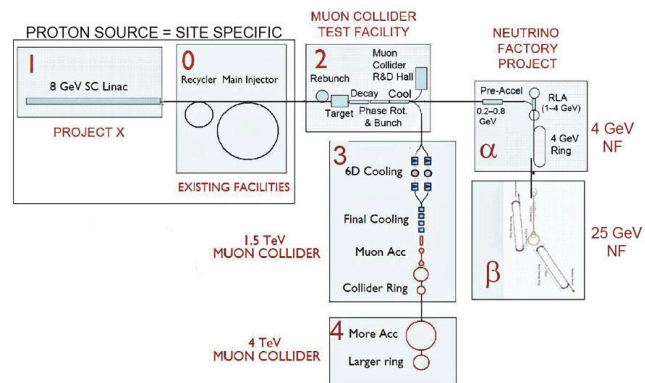 PROTON SOURCE = SITE SPECIFIC
I
8 GeV SC Linac
PROJECT X
0
Recycler Main Injector
EXISTING FACILITIES
MUON COLLIDER
TEST FACILITY
2
Muon
Collider
R&D Hall
Rebunch
Decay
Cool
Target
Phase Rot.
& Bunch
NEUTRINO
FACTORY
PROJECT
Pre-Accel
RLA
(1–4 GeV)
0.2–0.8
GeV
4 GeV
Ring
α
4 GeV
NF
β
25 GeV
NF
3
6D Cooling
Final Cooling
1.5 TeV
MUON COLLIDER
Muon Acc
Collider Ring
4
More Acc
4 TeV
MUON COLLIDER
Larger ring